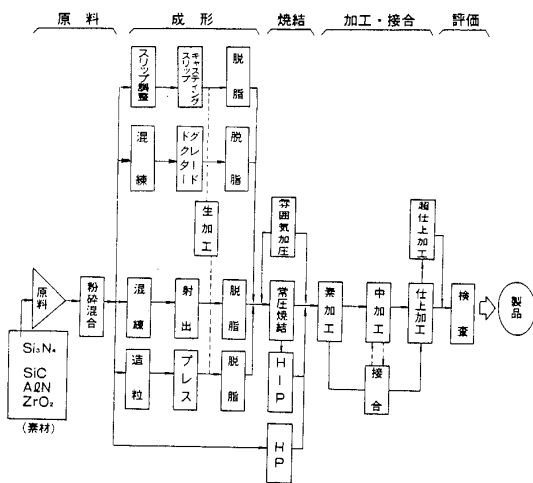 原料
成形
焼結
加工・接合
評価
スリップ調整
スリップキャスティング
脱脂
混練
ドクターブレード
脱脂
生加工
雰囲気加圧
超仕上加工
原料
粉砕混合
混練
射出
脱脂
常圧焼結
素加工
中加工
仕上加工
検査
製品
Si₃N₄
SiC
AlN
ZrO₂
(素材)
造粒
プレス
脱脂
HIP
接合
HP